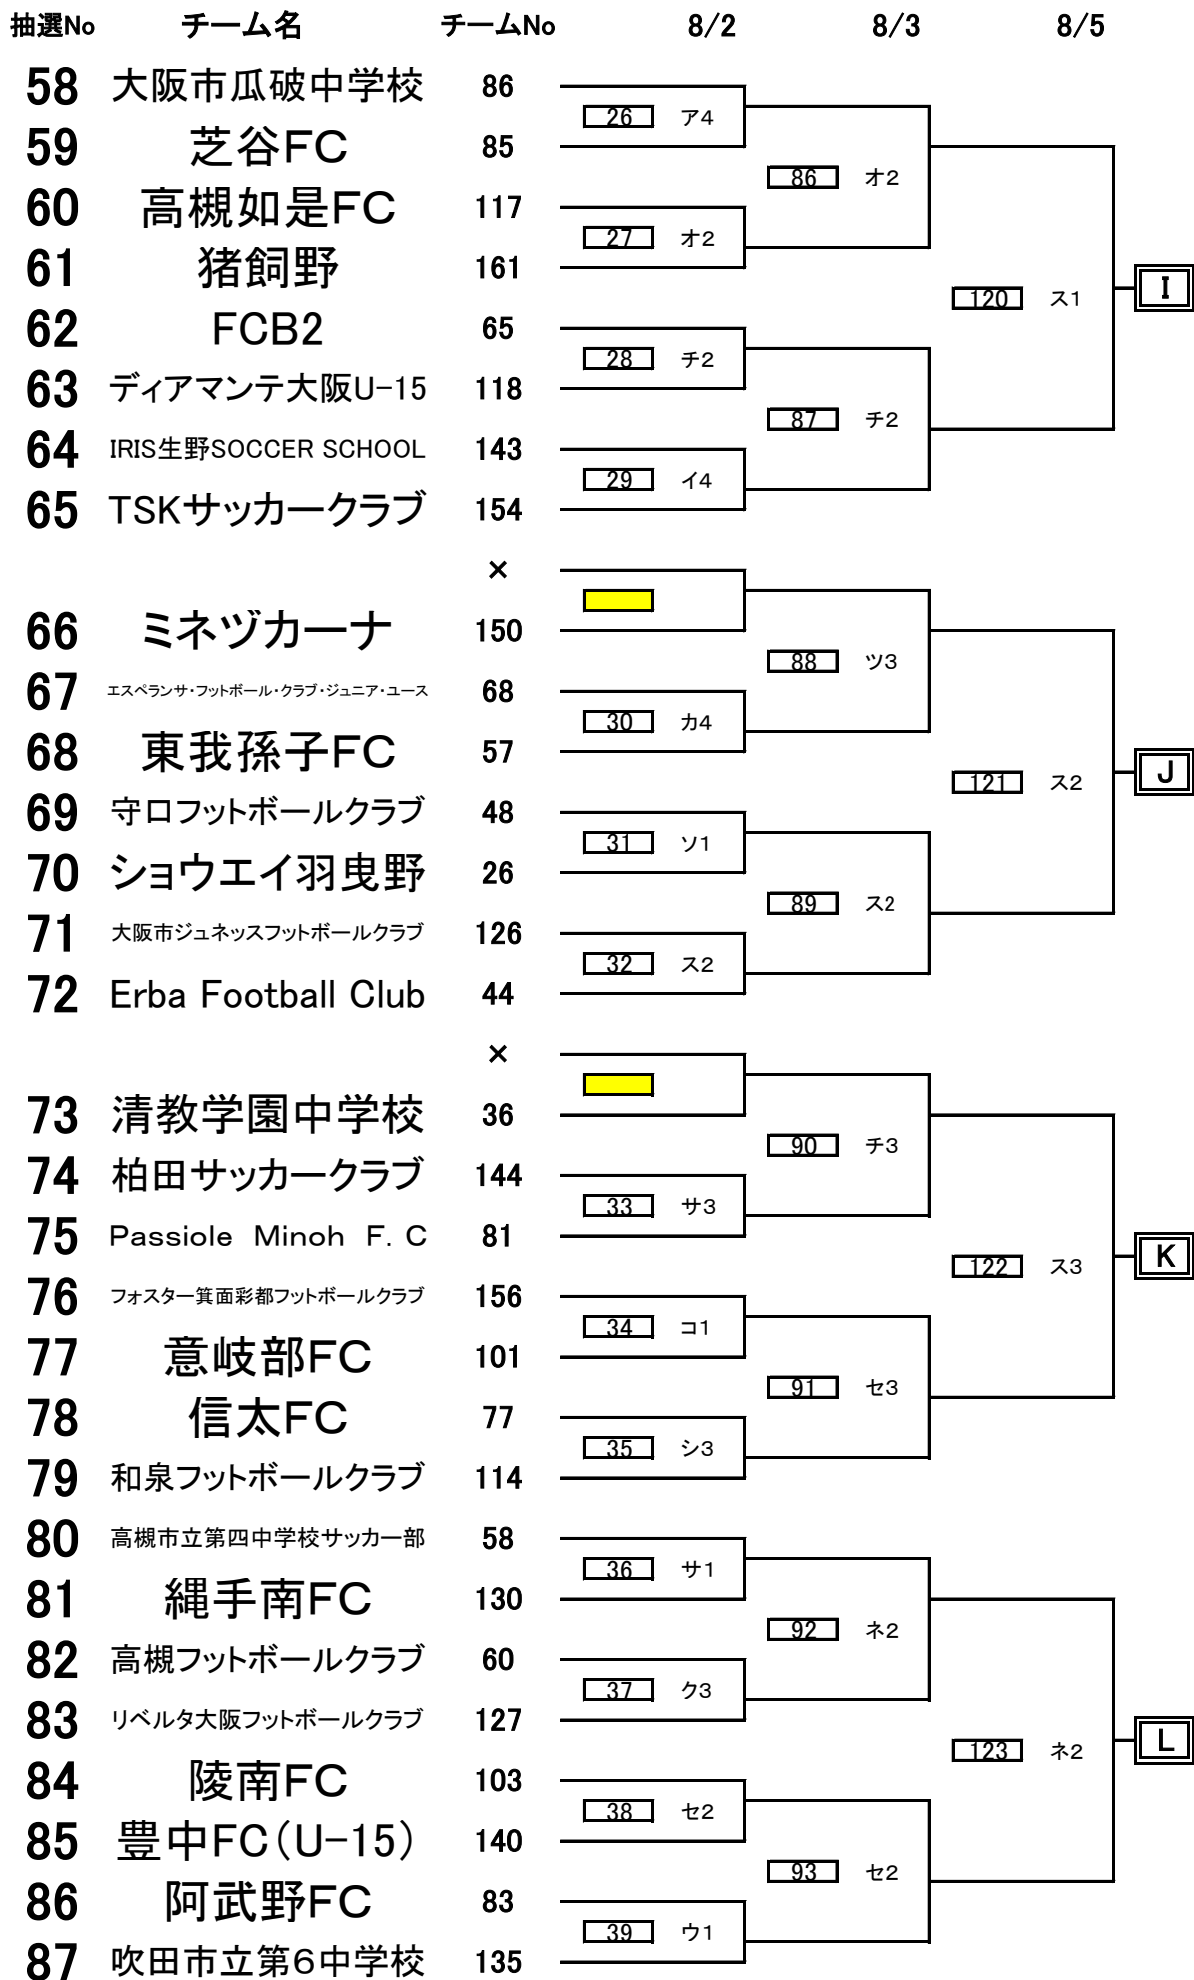 抽選No チーム名 チームNo 8/2 8/3 8/5
58 大阪市瓜破中学校 86
26 ア4
59 芝谷FC 85
86 オ2
60 高槻如是FC 117
27 オ2
61 猪飼野 161
120 ス1 I
62 FCB2 65
28 チ2
63 ディアマンテ大阪U-15 118
87 チ2
64 IRIS生野SOCCER SCHOOL 143
29 イ4
65 TSKサッカークラブ 154
×
66 ミネヅカーナ 150
88 ツ3
67 エスペランサ・フットボール・クラブ・ジュニア・ユース 68
30 カ4
68 東我孫子FC 57
121 ス2 J
69 守口フットボールクラブ 48
31 ソ1
70 ショウエイ羽曳野 26
89 ス2
71 大阪市ジュネッスフットボールクラブ 126
32 ス2
72 Erba Football Club 44
×
73 清教学園中学校 36
90 チ3
74 柏田サッカークラブ 144
33 サ3
75 Passiole Minoh F.C 81
122 ス3 K
76 フォスター箕面彩都フットボールクラブ 156
34 コ1
77 意岐部FC 101
91 セ3
78 信太FC 77
35 シ3
79 和泉フットボールクラブ 114
80 高槻市立第四中学校サッカー部 58
36 サ1
81 縄手南FC 130
92 ネ2
82 高槻フットボールクラブ 60
37 ク3
83 リベルタ大阪フットボールクラブ 127
123 ネ2 L
84 陵南FC 103
38 セ2
85 豊中FC(U-15) 140
93 セ2
86 阿武野FC 83
39 ウ1
87 吹田市立第6中学校 135